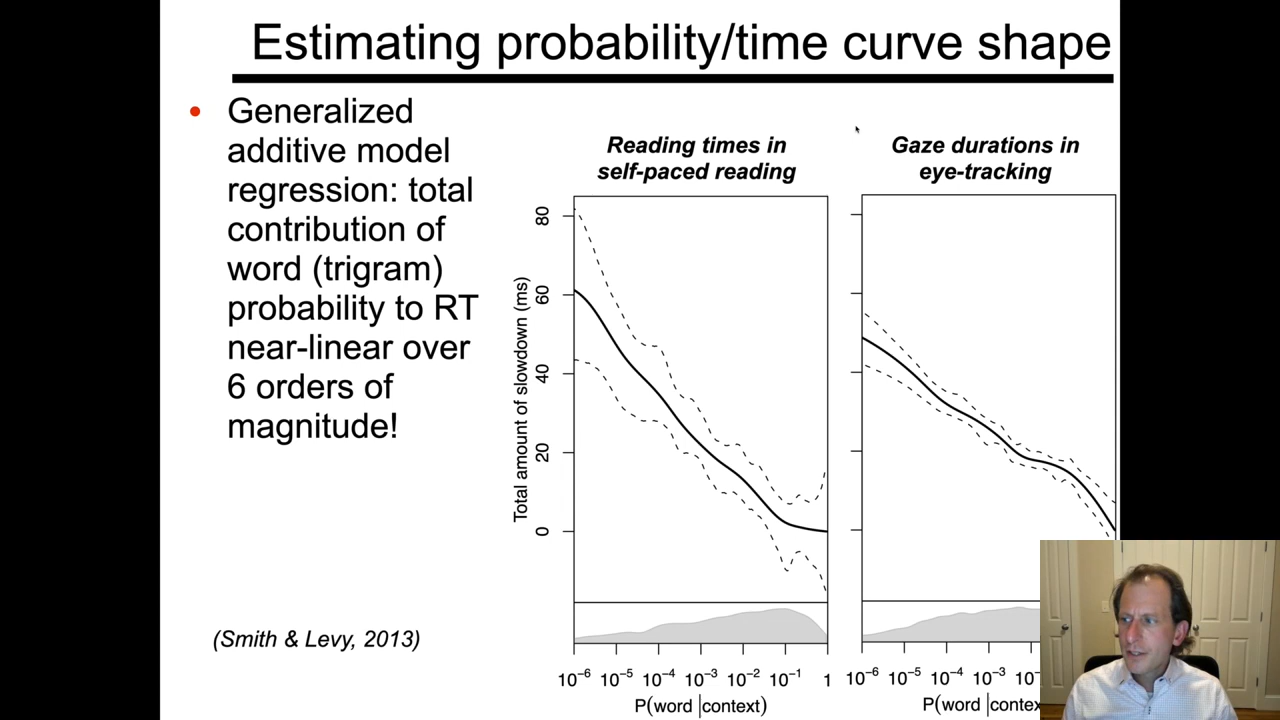 Estimating probability/time curve shape
• Generalized
additive model
regression: total
contribution of
word (trigram)
probability to RT
near-linear over
6 orders of
magnitude!
(Smith & Levy, 2013)
Reading times in
self-paced reading
Total amount of slowdown (ms)
80
60
40
20
0
10⁻⁶ 10⁻⁵ 10⁻⁴ 10⁻³ 10⁻² 10⁻¹ 1
P(word |context)
Gaze durations in
eye-tracking
10⁻⁶ 10⁻⁵ 10⁻⁴ 10⁻³ 10⁻
P(word |contex